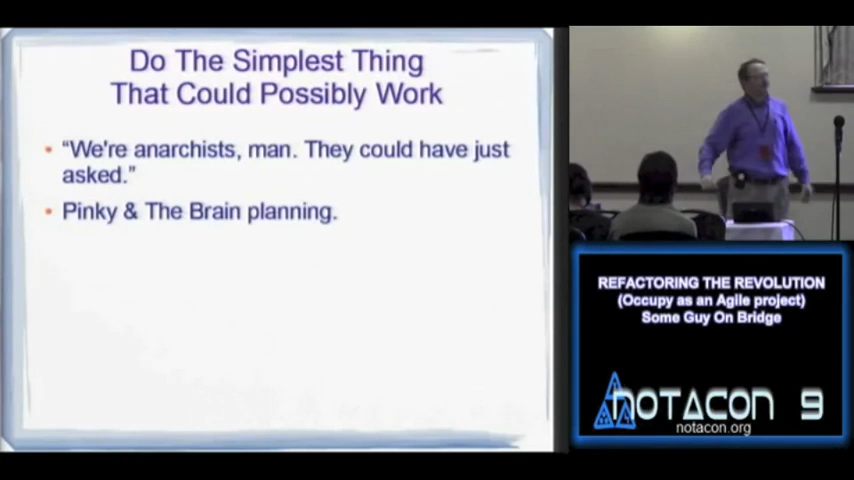 Do The Simplest Thing
That Could Possibly Work
• "We're anarchists, man. They could have just
asked."
• Pinky & The Brain planning.
REFACTORING THE REVOLUTION
(Occupy as an Agile project)
Some Guy On Bridge
NOTACON 9
notacon.org